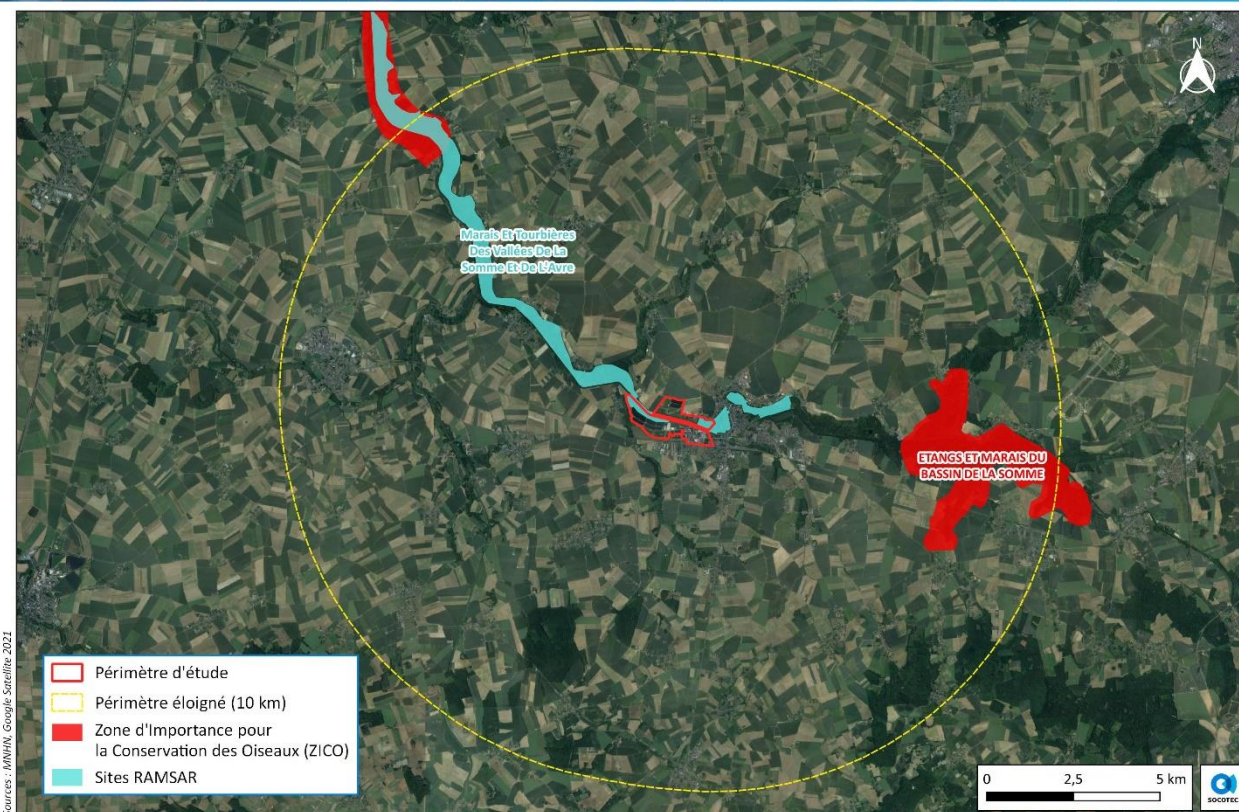 N
Marais Et Tourbières
Des Vallées De La
Somme Et De L'Avre
ETANGS ET MARAIS DU
BASSIN DE LA SOMME
Périmètre d'étude
Périmètre éloigné (10 km)
Zone d'Importance pour
la Conservation des Oiseaux (ZICO)
Sites RAMSAR
0 2,5 5 km
SOCOTEC
Sources : MNHN, Google Satellite 2021